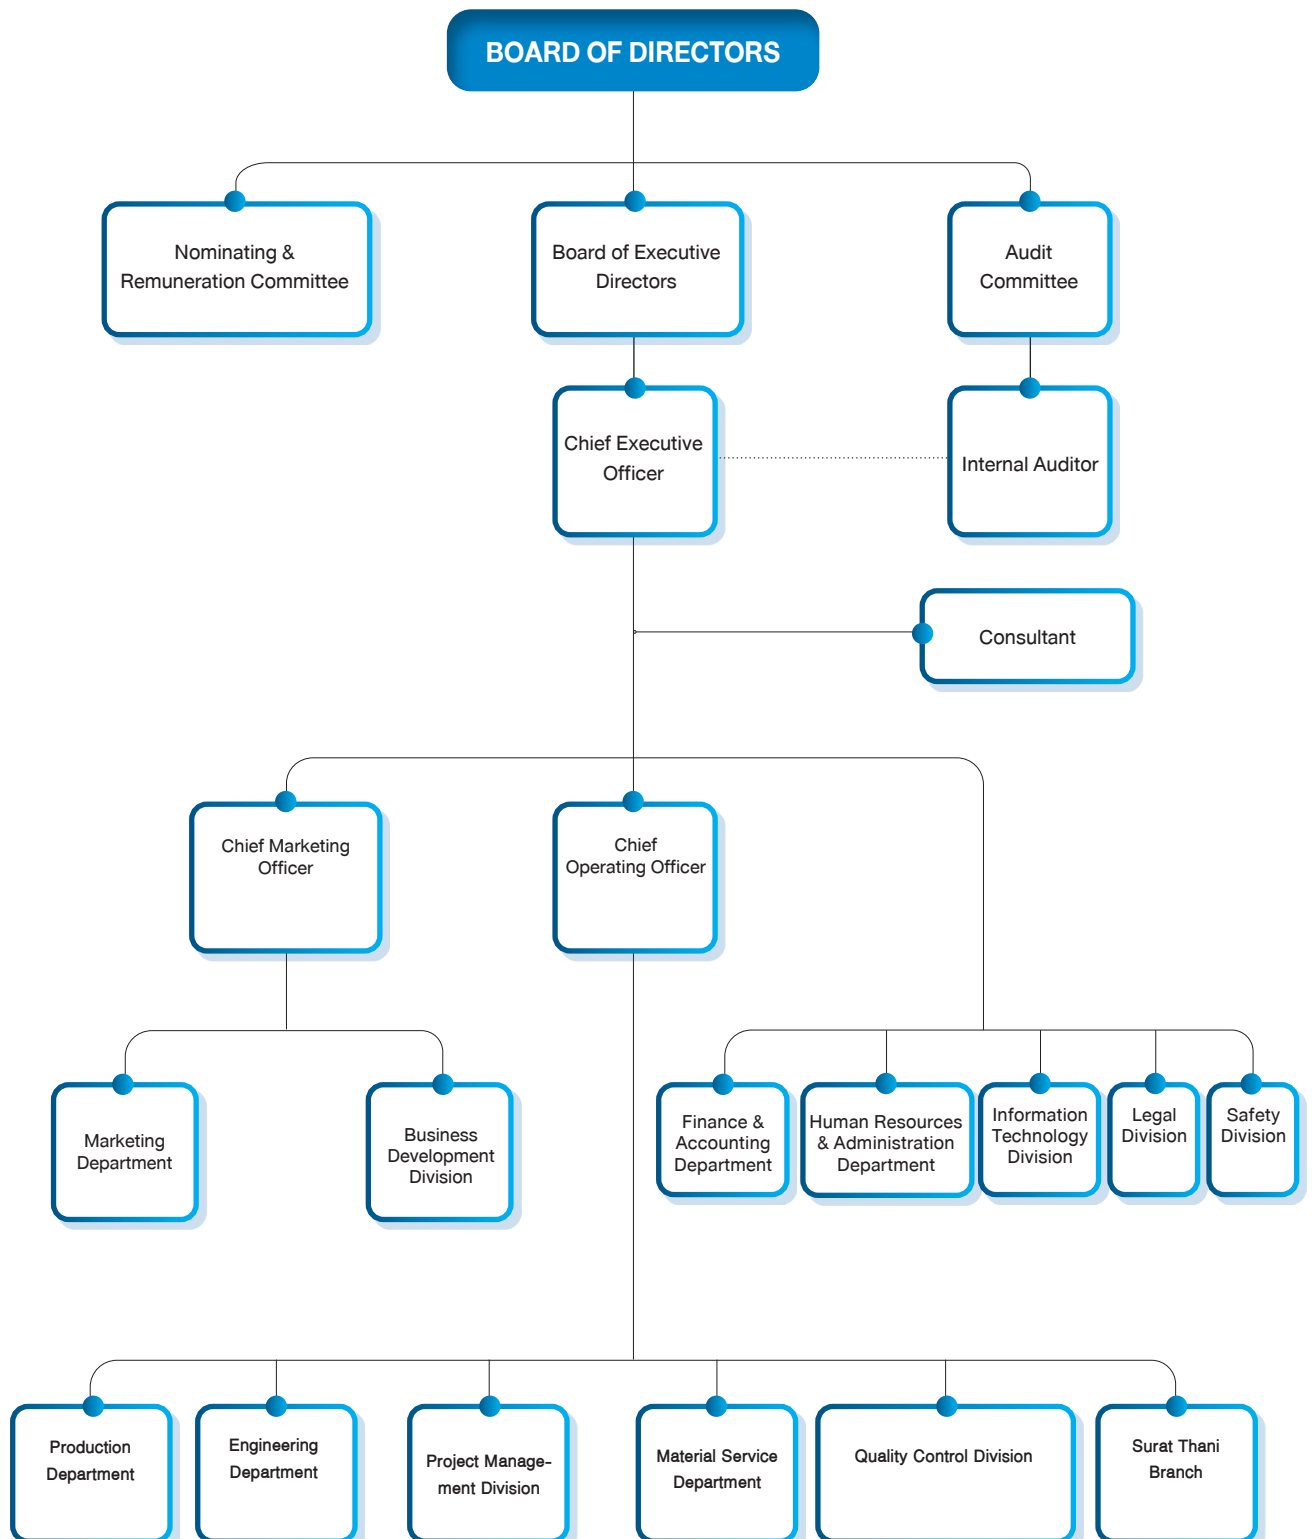 BOARD OF DIRECTORS
Nominating &
Remuneration Committee
Board of Executive
Directors
Audit
Committee
Chief Executive
Officer
Internal Auditor
Consultant
Chief Marketing
Officer
Chief
Operating Officer
Marketing
Department
Business
Development
Division
Finance &
Accounting
Department
Human Resources
& Administration
Department
Information
Technology
Division
Legal
Division
Safety
Division
Production
Department
Engineering
Department
Project Manage-
ment Division
Material Service
Department
Quality Control Division
Surat Thani
Branch